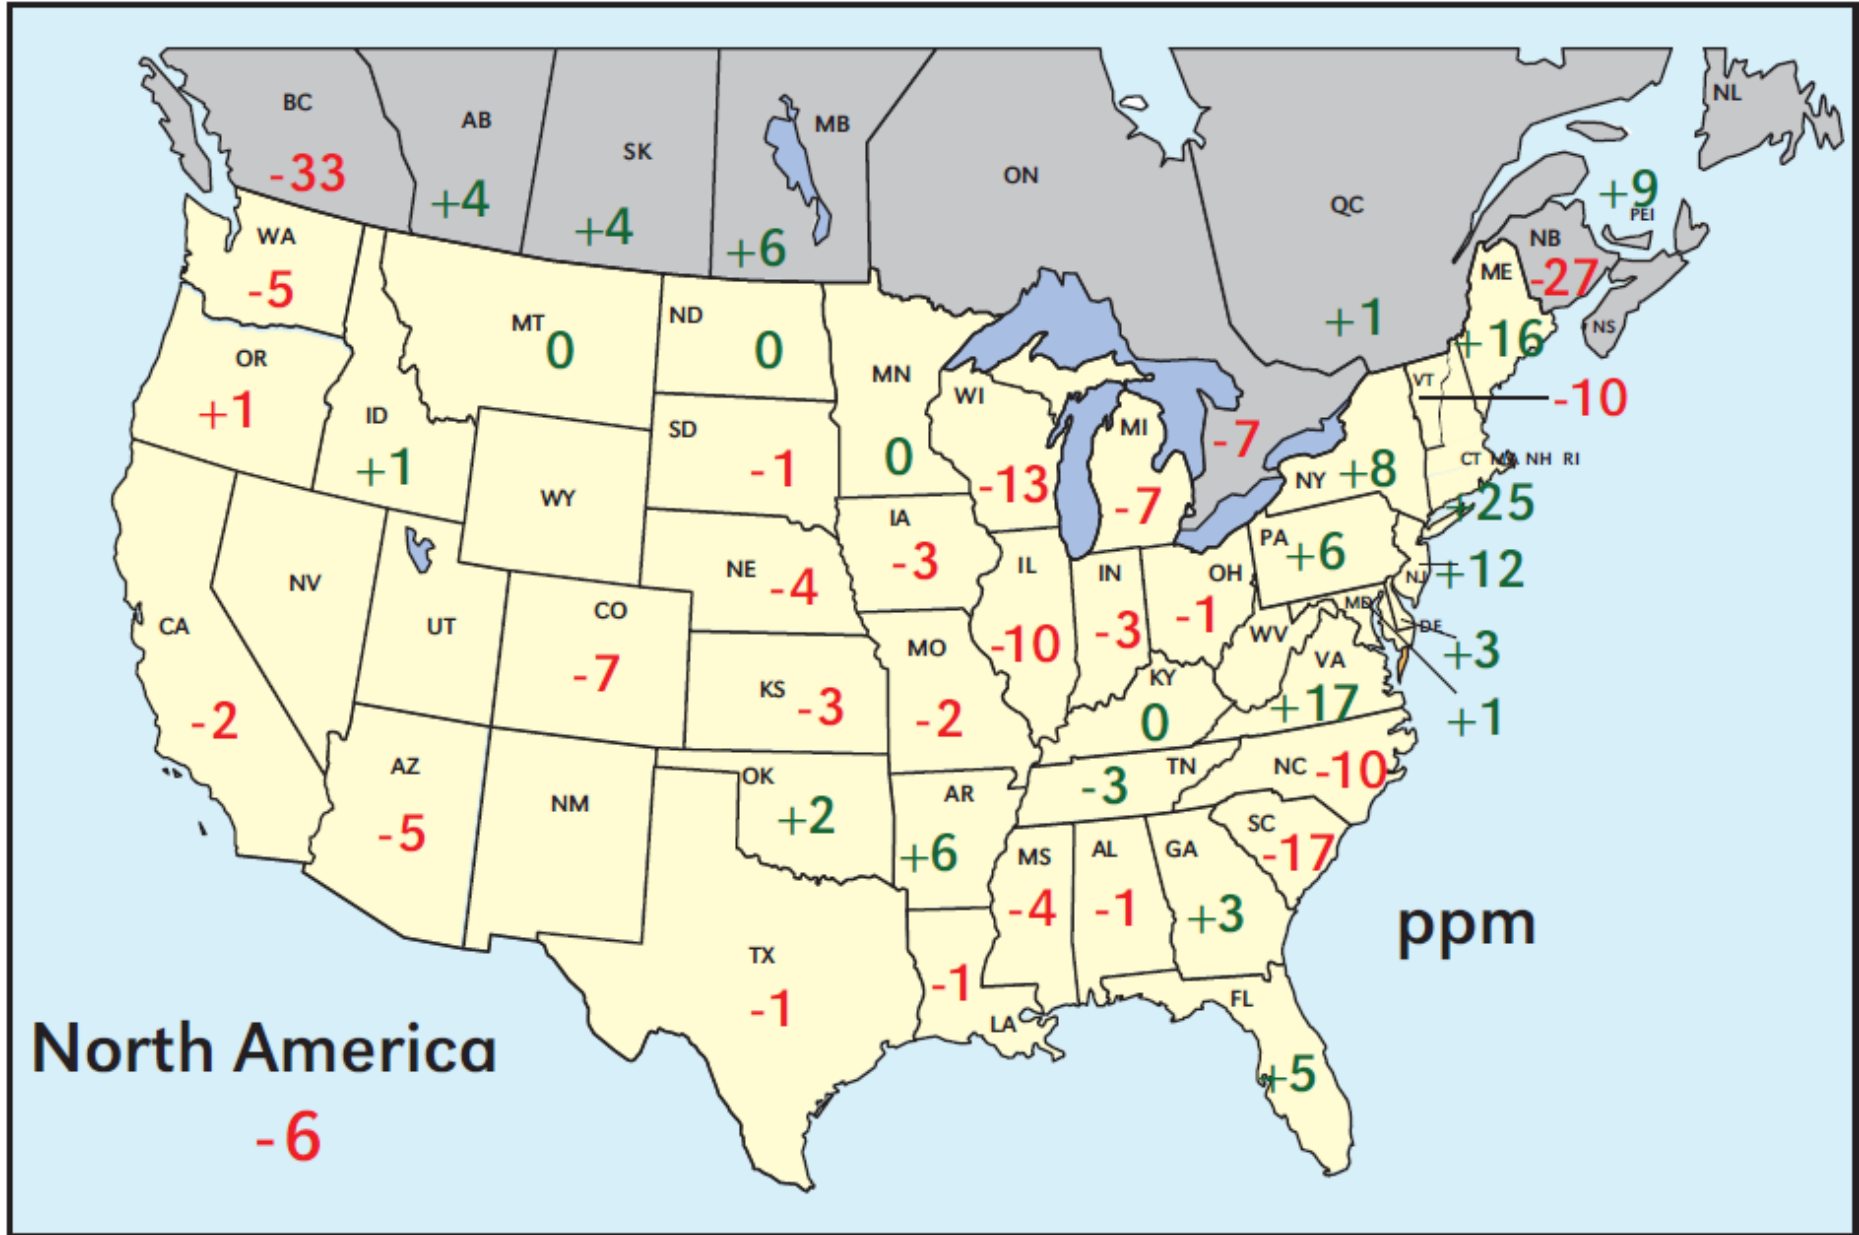 BC
-33
AB
+4
SK
+4
MB
+6
ON
-7
QC
+1
NL
+9
PEI
NB
-27
NS
WA
-5
OR
+1
ID
+1
MT
0
ND
0
SD
-1
MN
0
WI
-13
MI
-7
ME
+16
VT
-10
CT MA NH RI
+25
NY
+8
PA
+6
NJ
+12
MD
DE
+3
+1
WY
NE
-4
IA
-3
IL
-10
IN
-3
OH
-1
WV
VA
+17
NV
UT
CO
-7
KS
-3
MO
-2
KY
0
CA
-2
AZ
-5
NM
OK
+2
AR
+6
TN
-3
NC
-10
SC
-17
MS
-4
AL
-1
GA
+3
TX
-1
LA
-1
FL
+5
ppm
North America
-6